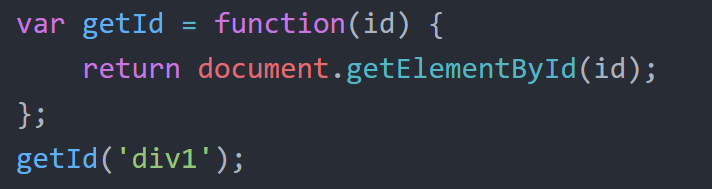 var getId = function(id) {
    return document.getElementById(id);
};
getId('div1');